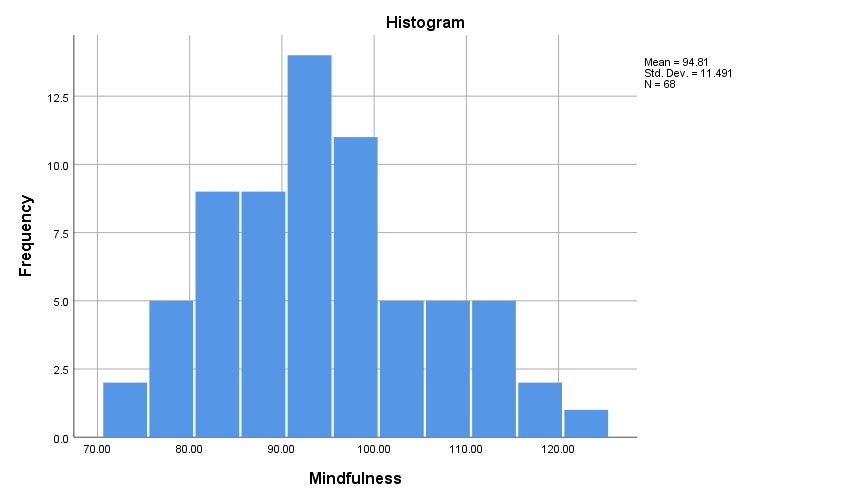 Histogram
Mean = 94.81
Std. Dev. = 11.491
N = 68
Frequency
12.5
10.0
7.5
5.0
2.5
0.0
70.00 80.00 90.00 100.00 110.00 120.00
Mindfulness